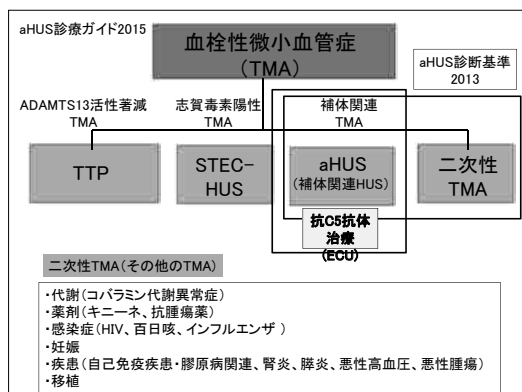 aHUS診療ガイド2015
血栓性微小血管症
(TMA)
aHUS診断基準
2013
ADAMTS13活性著減
TMA
志賀毒素陽性
TMA
補体関連
TMA
TTP
STEC-
HUS
aHUS
(補体関連HUS)
二次性
TMA
抗C5抗体
治療
(ECU)
二次性TMA(その他のTMA)
・代謝(コバラミン代謝異常症)
・薬剤(キニーネ、抗腫瘍薬)
・感染症(HIV、百日咳、インフルエンザ )
・妊娠
・疾患(自己免疫疾患・膠原病関連、腎炎、膵炎、悪性高血圧、悪性腫瘍)
・移植